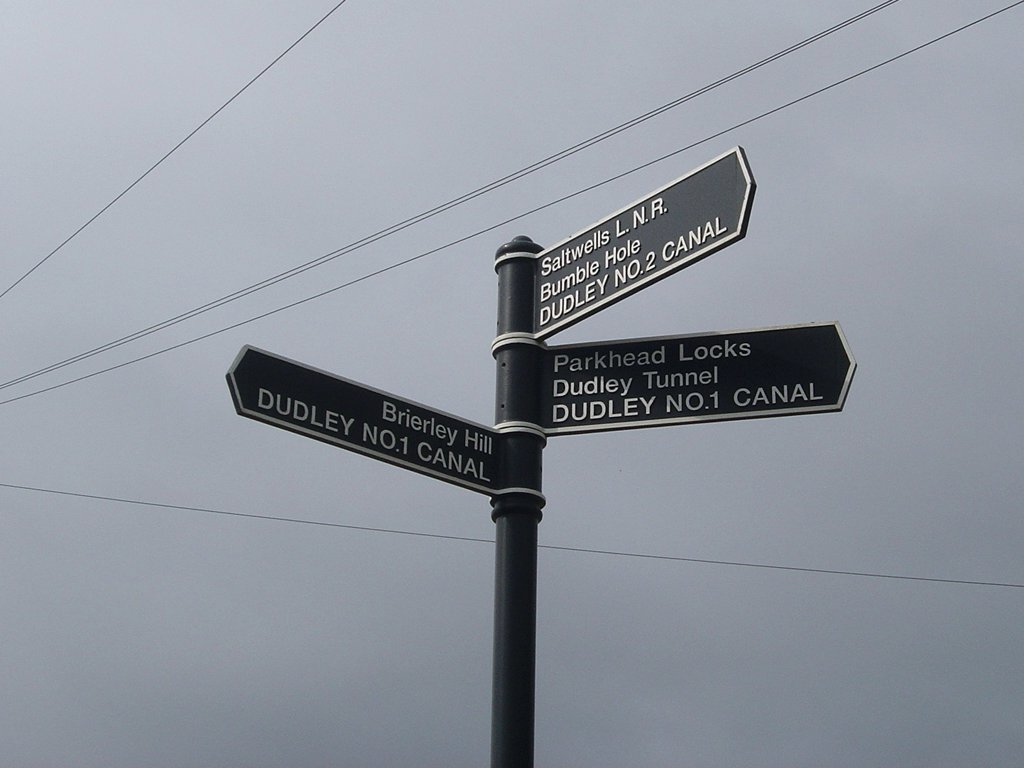 Saltwells L.N.R.
Bumble Hole
DUDLEY NO.2 CANAL
Parkhead Locks
Dudley Tunnel
DUDLEY NO.1 CANAL
Brierley Hill
DUDLEY NO.1 CANAL